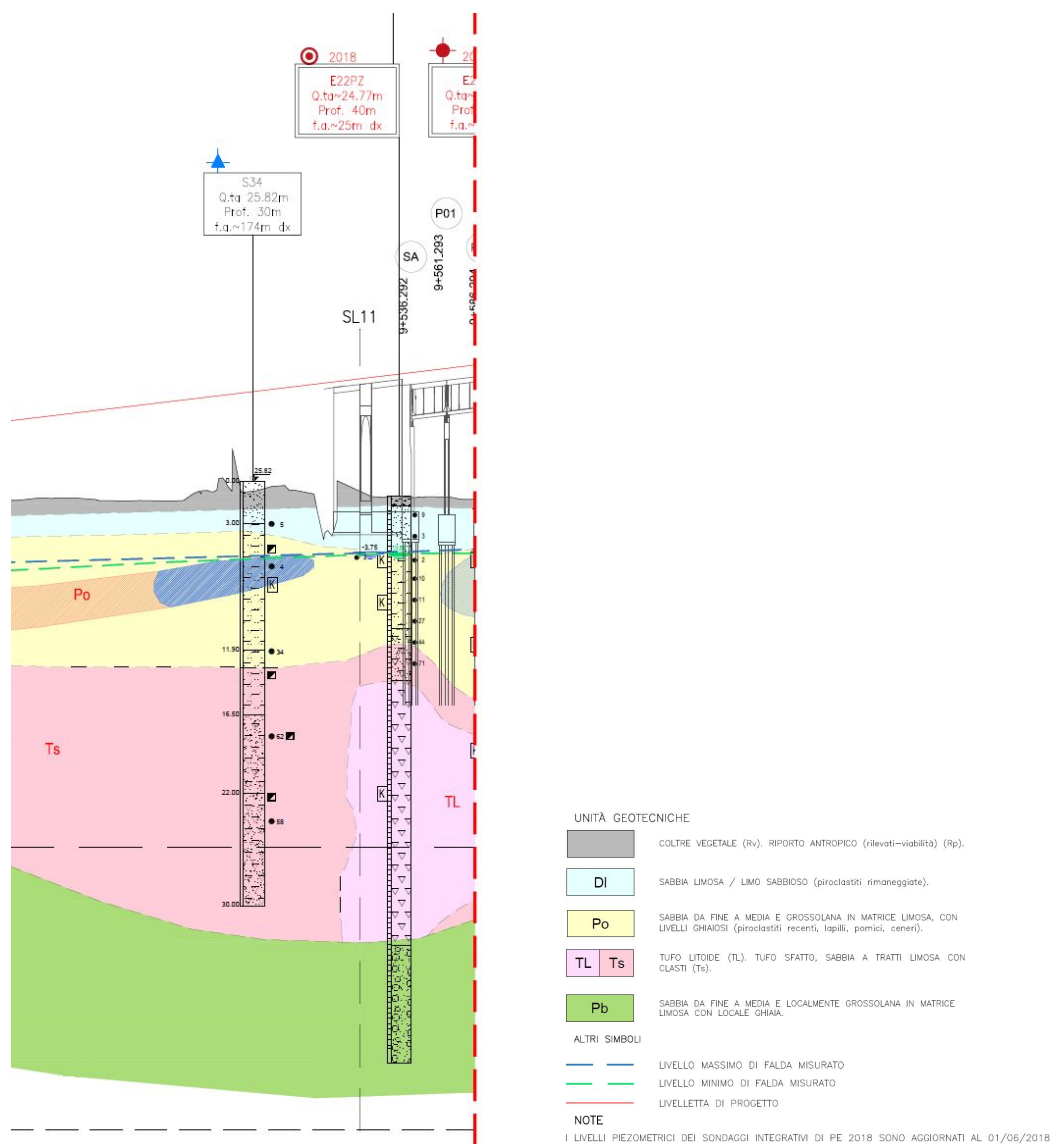 2018
E22PZ
Q.ta~24.77m
Prof. 40m
f.a.~25m dx
Q.ta~
f.a.~
S34
Q.ta 25.82m
Prof. 30m
f.a.~174m dx
P01
9+561.293
SA
9+536.292
SL11
25.82
0.00
3.00
5
9
3
-3.75
4
2
K
K
10
K
11
Po
27
44
11.90
34
71
16.50
62
Ts
22.00
K
TL
58
30.00
UNITÀ GEOTECNICHE
COLTRE VEGETALE (Rv). RIPORTO ANTROPICO (rilevati-viabilità) (Rp).
DI
SABBIA LIMOSA / LIMO SABBIOSO (piroclastiti rimaneggiate).
Po
SABBIA DA FINE A MEDIA E GROSSOLANA IN MATRICE LIMOSA, CON
LIVELLI GHIAIOSI (piroclastiti recenti, lapilli, pomici, ceneri).
TL Ts
TUFO LITOIDE (TL). TUFO SFATTO, SABBIA A TRATTI LIMOSA CON
CLASTI (Ts).
Pb
SABBIA DA FINE A MEDIA E LOCALMENTE GROSSOLANA IN MATRICE
LIMOSA CON LOCALE GHIAIA.
ALTRI SIMBOLI
LIVELLO MASSIMO DI FALDA MISURATO
LIVELLO MINIMO DI FALDA MISURATO
LIVELLETTA DI PROGETTO
NOTE
I LIVELLI PIEZOMETRICI DEI SONDAGGI INTEGRATIVI DI PE 2018 SONO AGGIORNATI AL 01/06/2018